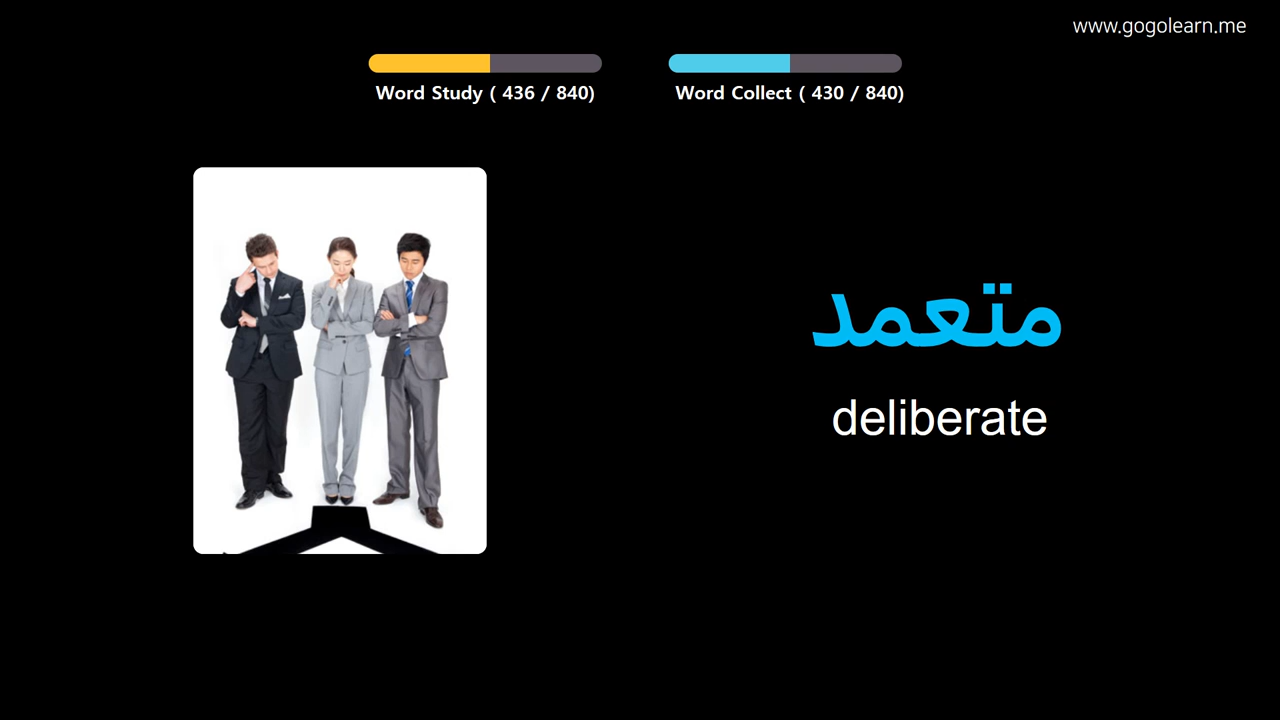 www.gogolearn.me
Word Study ( 436 / 840)
Word Collect ( 430 / 840)
متعمد
deliberate